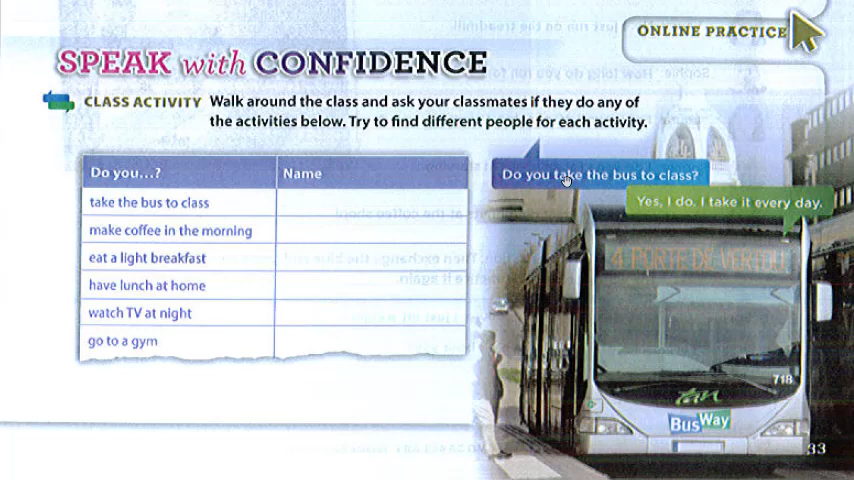 ONLINE PRACTICE
SPEAK with CONFIDENCE
CLASS ACTIVITY Walk around the class and ask your classmates if they do any of
the activities below. Try to find different people for each activity.
Do you...? Name
take the bus to class
make coffee in the morning
eat a light breakfast
have lunch at home
watch TV at night
go to a gym
Do you take the bus to class?
Yes, I do. I take it every day.
4 PORTE DE VERTOU
718
tan
BusWay
33